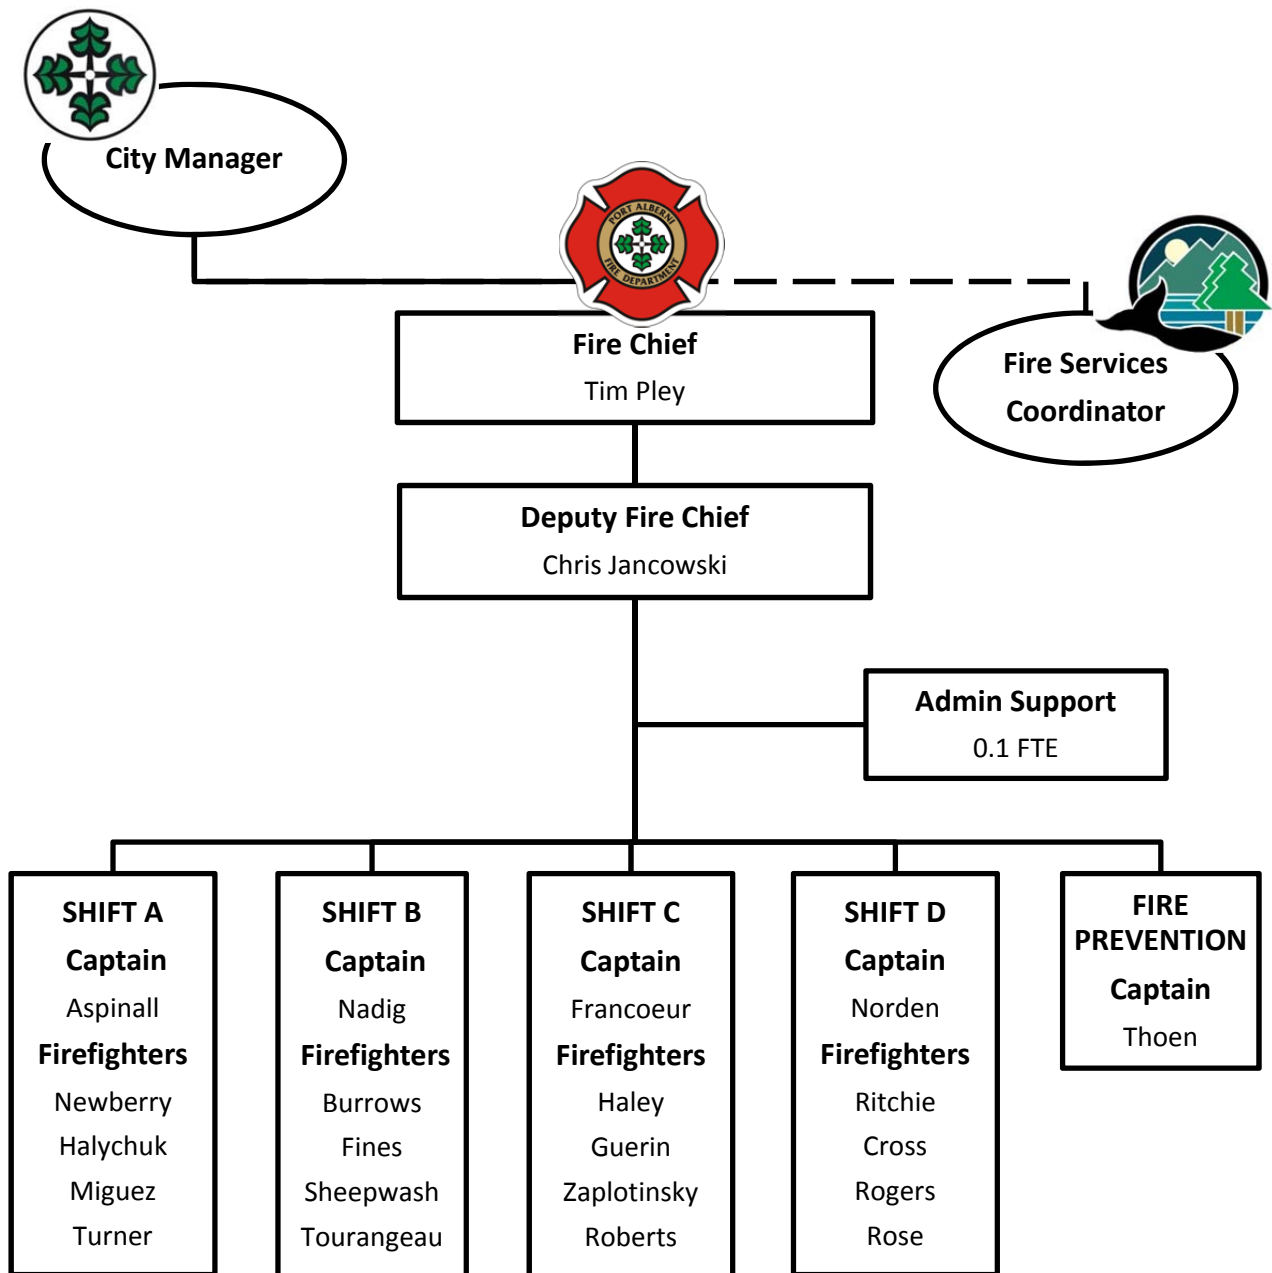 City Manager
PORT ALBERNI
FIRE DEPARTMENT
Fire Chief
Tim Pley
Fire Services
Coordinator
Deputy Fire Chief
Chris Jancowski
Admin Support
0.1 FTE
SHIFT A
Captain
Aspinall
Firefighters
Newberry
Halychuk
Miguez
Turner
SHIFT B
Captain
Nadig
Firefighters
Burrows
Fines
Sheepwash
Tourangeau
SHIFT C
Captain
Francoeur
Firefighters
Haley
Guerin
Zaplotinsky
Roberts
SHIFT D
Captain
Norden
Firefighters
Ritchie
Cross
Rogers
Rose
FIRE
PREVENTION
Captain
Thoen